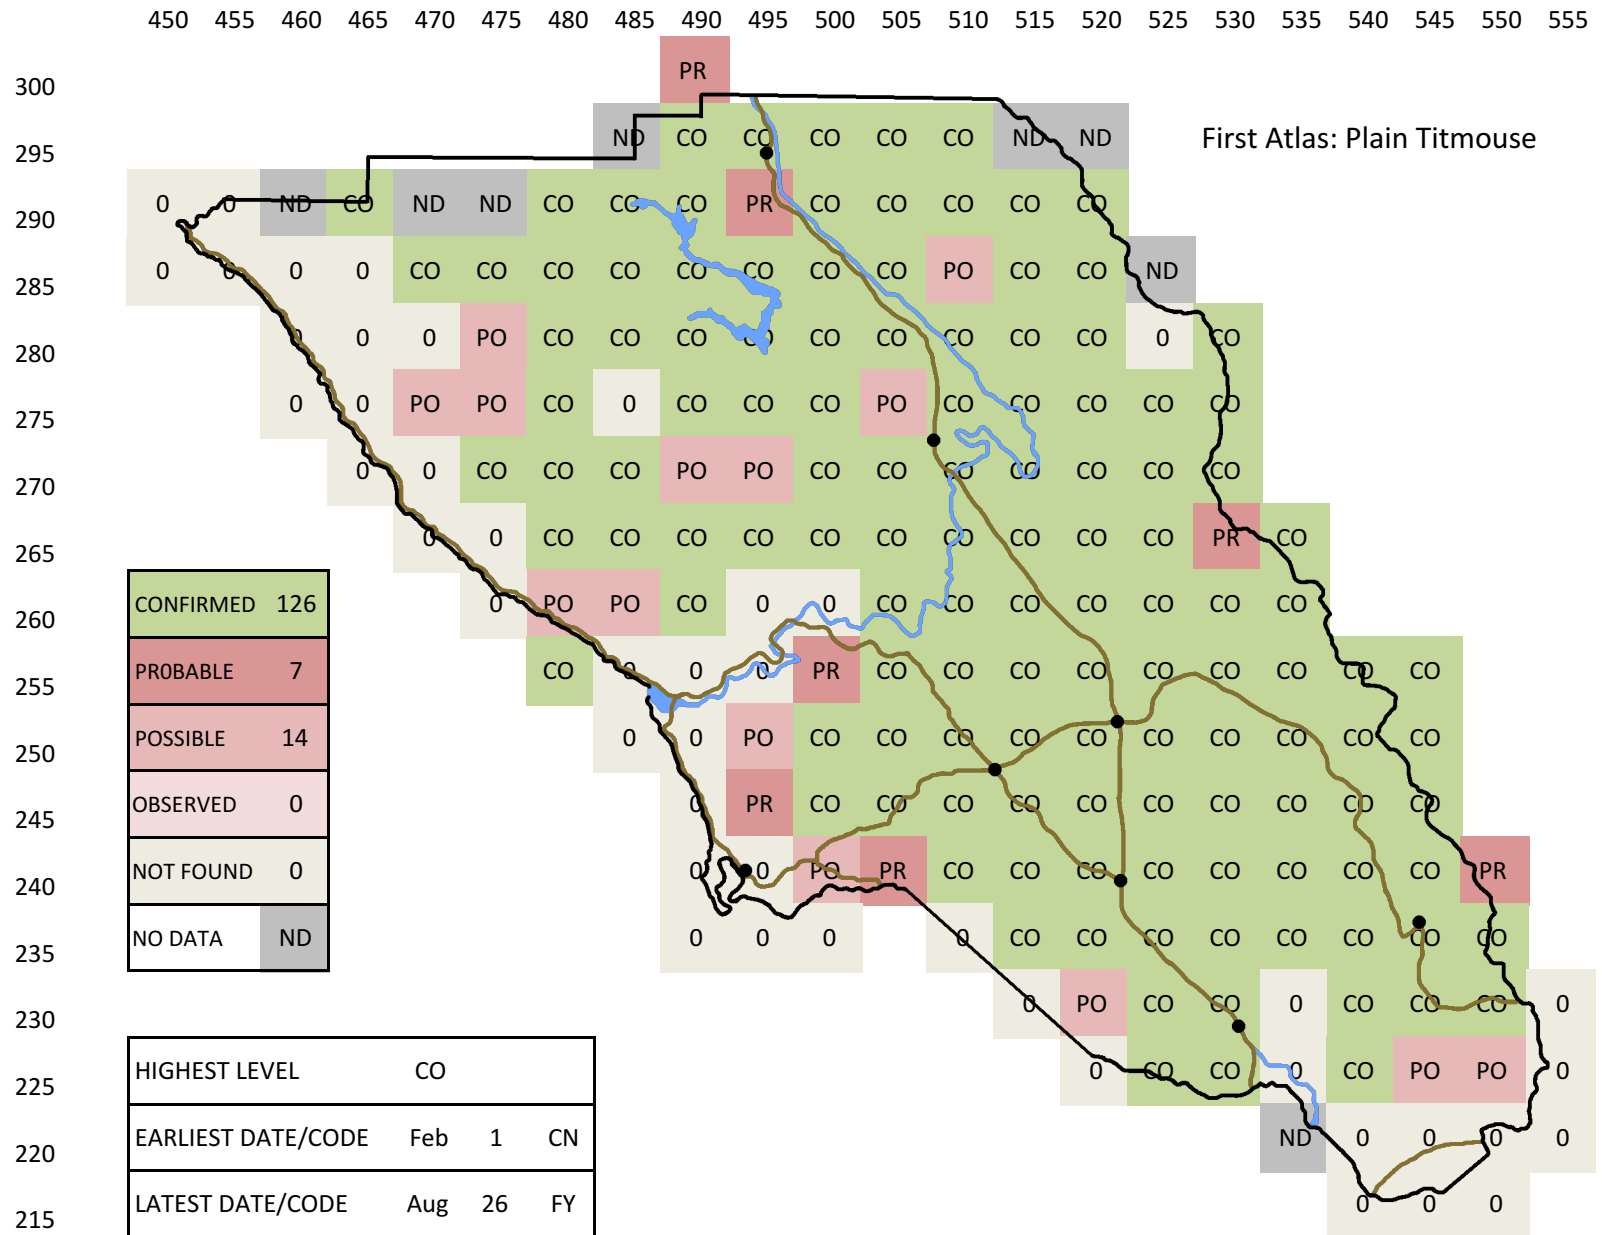 450 455 460 465 470 475 480 485 490 495 500 505 510 515 520 525 530 535 540 545 550 555
PR
300
ND CO CO CO CO CO ND ND
First Atlas: Plain Titmouse
295
0 0 ND CO ND ND CO CO CO PR CO CO CO CO CO
290
0 0 0 0 CO CO CO CO CO CO CO CO PO CO CO ND
285
0 0 0 PO CO CO CO CO CO CO CO CO CO 0 CO
280
0 0 PO PO CO 0 CO CO CO PO CO CO CO CO CO
275
0 0 CO CO CO PO PO CO CO CO CO CO CO CO
270
0 0 CO CO CO CO CO CO CO CO CO CO PR CO
265
0 PO PO CO 0 0 CO CO CO CO CO CO CO
260
CO 0 0 0 PR CO CO CO CO CO CO CO CO CO
255
0 0 PO CO CO CO CO CO CO CO CO CO CO
250
0 PR CO CO CO CO CO CO CO CO CO CO
245
0 0 PO PR CO CO CO CO CO CO CO CO PR
240
0 0 0 0 CO CO CO CO CO CO CO CO
235
0 PO CO CO 0 CO CO CO 0
230
0 CO CO 0 CO PO PO 0
225
ND 0 0 0 0
220
0 0 0
215
CONFIRMED 126
PR0BABLE 7
POSSIBLE 14
OBSERVED 0
NOT FOUND 0
NO DATA ND
HIGHEST LEVEL CO
EARLIEST DATE/CODE Feb 1 CN
LATEST DATE/CODE Aug 26 FY